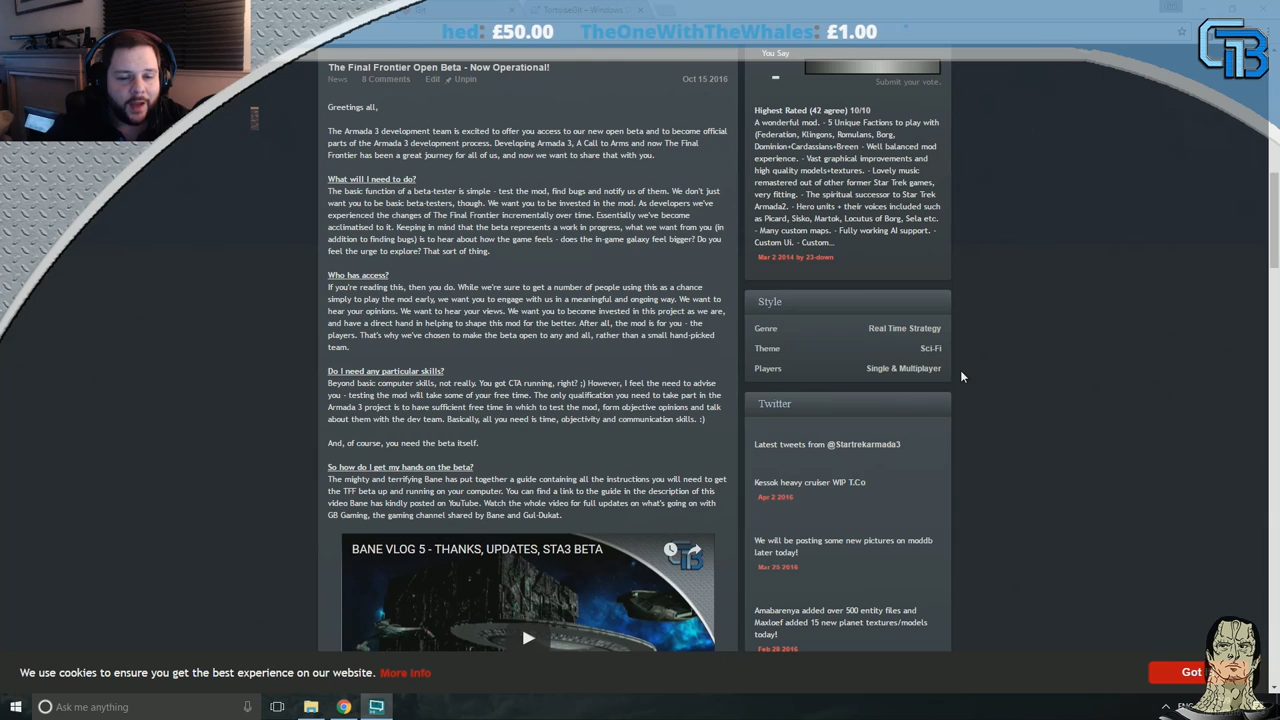 TortoiseGit – Windows
hed: £50.00 TheOneWithTheWhales: £1.00
The Final Frontier Open Beta - Now Operational!
News 8 Comments Edit Unpin Oct 15 2016
Greetings all,
The Armada 3 development team is excited to offer you access to our new open beta and to become official
parts of the Armada 3 development process. Developing Armada 3, A Call to Arms and now The Final
Frontier has been a great journey for all of us, and now we want to share that with you.
What will I need to do?
The basic function of a beta-tester is simple - test the mod, find bugs and notify us of them. We don't just
want you to be basic beta-testers, though. We want you to be invested in the mod. As developers we've
experienced the changes of The Final Frontier incrementally over time. Essentially we've become
acclimatised to it. Keeping in mind that the beta represents a work in progress, what we want from you (in
addition to finding bugs) is to hear about how the game feels - does the in-game galaxy feel bigger? Do you
feel the urge to explore? That sort of thing.
Who has access?
If you're reading this, then you do. While we're sure to get a number of people using this as a chance
simply to play the mod early, we want you to engage with us in a meaningful and ongoing way. We want to
hear your opinions. We want to hear your views. We want you to become invested in this project as we are,
and have a direct hand in helping to shape this mod for the better. After all, the mod is for you - the
players. That's why we've chosen to make the beta open to any and all, rather than a small hand-picked
team.
Do I need any particular skills?
Beyond basic computer skills, not really. You got CTA running, right? ;) However, I feel the need to advise
you - testing the mod will take some of your free time. The only qualification you need to take part in the
Armada 3 project is to have sufficient free time in which to test the mod, form objective opinions and talk
about them with the dev team. Basically, all you need is time, objectivity and communication skills. :)
And, of course, you need the beta itself.
So how do I get my hands on the beta?
The mighty and terrifying Bane has put together a guide containing all the instructions you will need to get
the TFF beta up and running on your computer. You can find a link to the guide in the description of this
video Bane has kindly posted on YouTube. Watch the whole video for full updates on what's going on with
GB Gaming, the gaming channel shared by Bane and Gul-Dukat.
BANE VLOG 5 - THANKS, UPDATES, STA3 BETA
You Say
-
Submit your vote.
Highest Rated (42 agree) 10/10
A wonderful mod. - 5 Unique Factions to play with
(Federation, Klingons, Romulans, Borg,
Dominion+Cardassians+Breen - Well balanced mod
experience. - Vast graphical improvements and
high quality models+textures. - Lovely music
remastered out of other former Star Trek games,
very fitting. - The spiritual successor to Star Trek
Armada2. - Hero units + their voices included such
as Picard, Sisko, Martok, Locutus of Borg, Sela etc.
- Many custom maps. - Fully working AI support. -
Custom Ui. - Custom...
Mar 2 2014 by 23-down
Style
Genre Real Time Strategy
Theme Sci-Fi
Players Single & Multiplayer
Twitter
Latest tweets from @Startrekarmada3
Kessok heavy cruiser WIP T.Co
Apr 2 2016
We will be posting some new pictures on moddb
later today!
Mar 25 2016
Amabarenya added over 500 entity files and
Maxloef added 15 new planet textures/models
today!
Feb 28 2016
We use cookies to ensure you get the best experience on our website. More Info
Got
Ask me anything